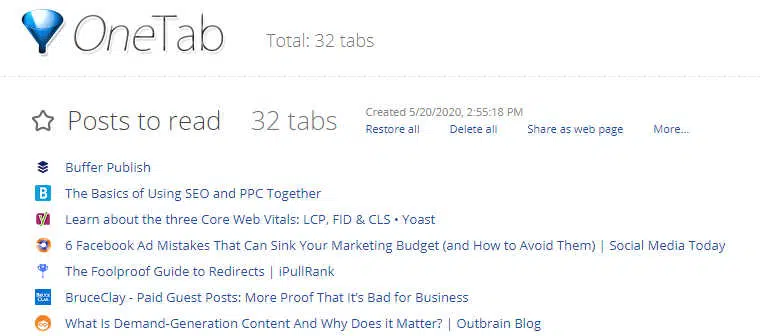 OneTab
Total: 32 tabs
Posts to read
32 tabs
Created 5/20/2020, 2:55:18 PM
Restore all Delete all Share as web page More...
Buffer Publish
B The Basics of Using SEO and PPC Together
Learn about the three Core Web Vitals: LCP, FID & CLS • Yoast
6 Facebook Ad Mistakes That Can Sink Your Marketing Budget (and How to Avoid Them) | Social Media Today
The Foolproof Guide to Redirects | iPullRank
BRUCE CLAY BruceClay - Paid Guest Posts: More Proof That It's Bad for Business
What is Demand-Generation Content And Why Does it Matter? | Outbrain Blog